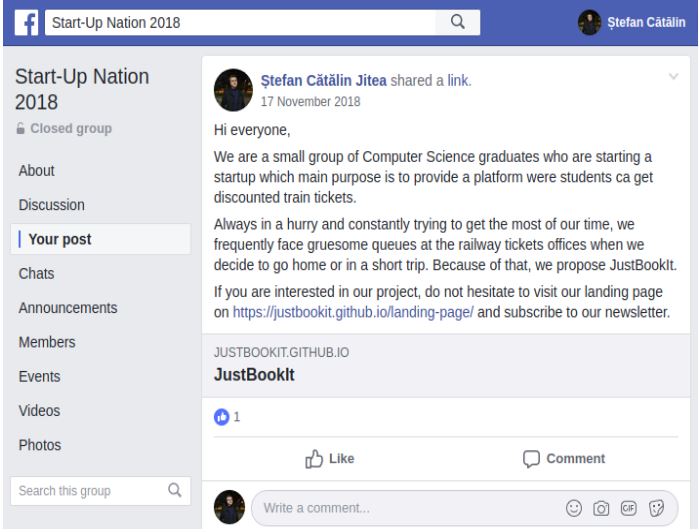 Start-Up Nation 2018
Ștefan Cătălin
Start-Up Nation
2018
Closed group
About
Discussion
Your post
Chats
Announcements
Members
Events
Videos
Photos
Search this group
Ștefan Cătălin Jitea shared a link.
17 November 2018
Hi everyone,
We are a small group of Computer Science graduates who are starting a
startup which main purpose is to provide a platform were students ca get
discounted train tickets.
Always in a hurry and constantly trying to get the most of our time, we
frequently face gruesome queues at the railway tickets offices when we
decide to go home or in a short trip. Because of that, we propose JustBookIt.
If you are interested in our project, do not hesitate to visit our landing page
on https://justbookit.github.io/landing-page/ and subscribe to our newsletter.
JUSTBOOKIT.GITHUB.IO
JustBookIt
1
Like
Comment
Write a comment...
GIF